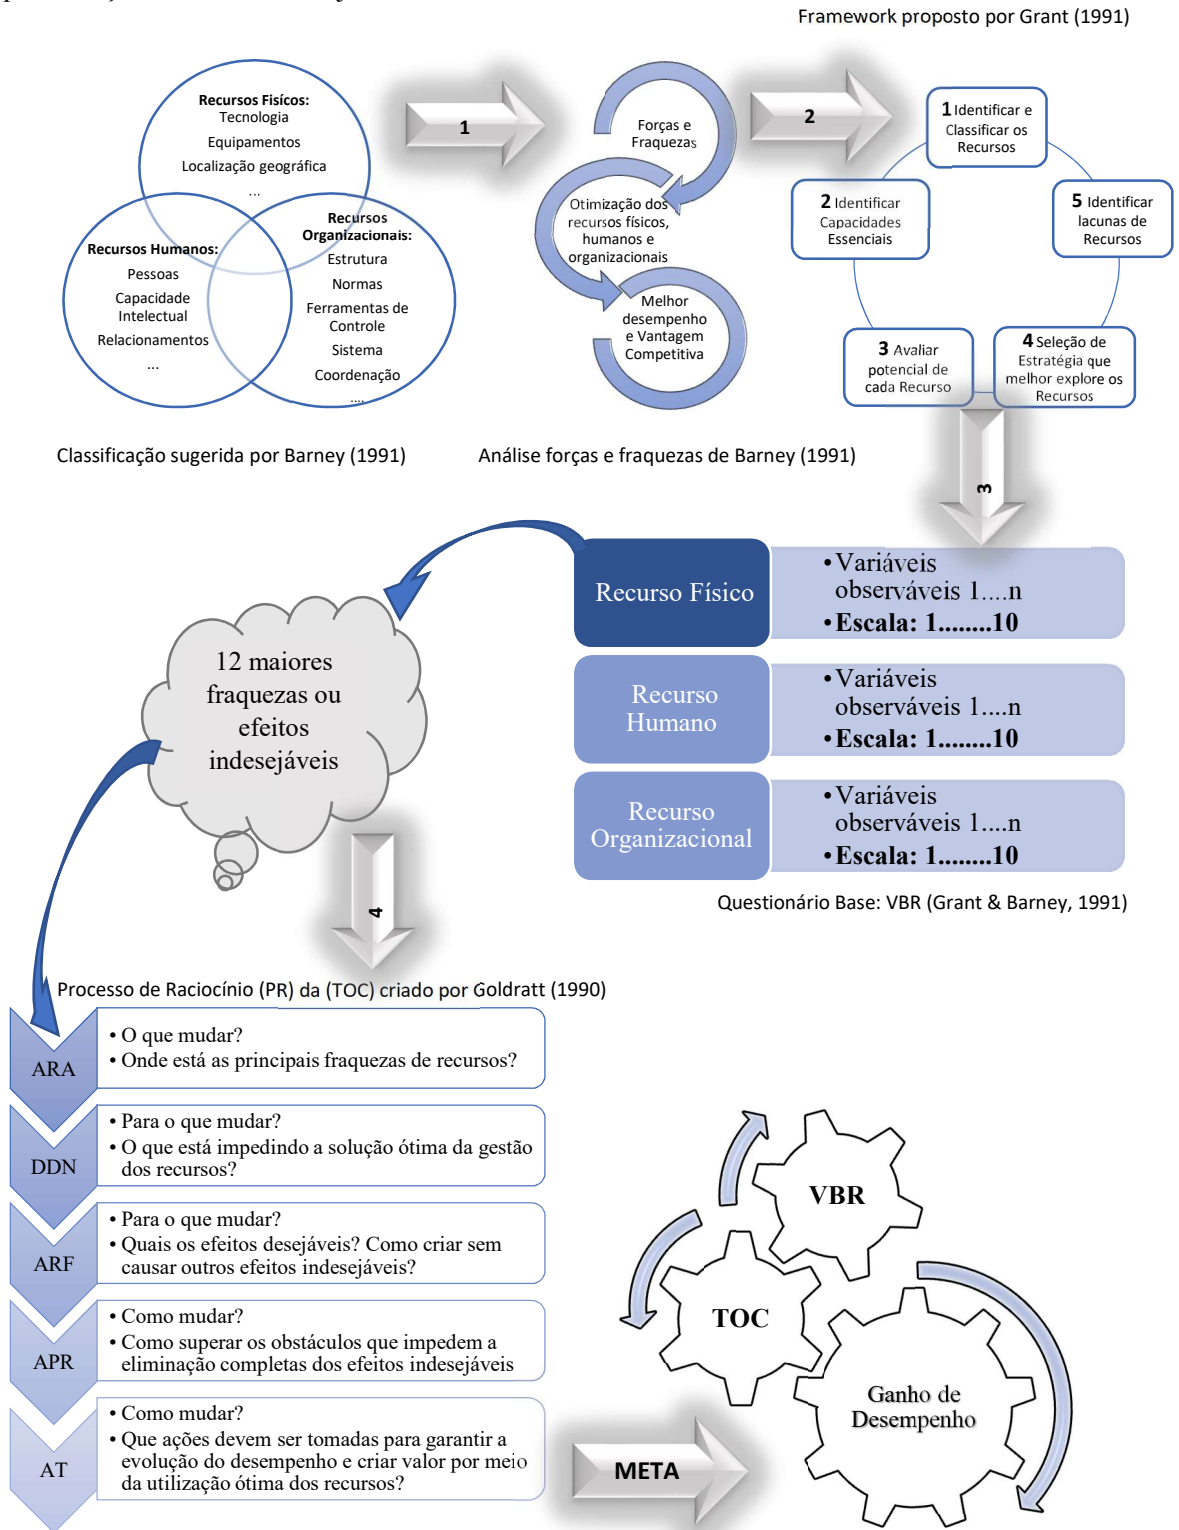 Framework proposto por Grant (1991)
Recursos Fisícos:
Tecnologia
Equipamentos
Localização geográfica
...
Recursos Humanos:
Pessoas
Capacidade
Intelectual
Relacionamentos
...
Recursos
Organizacionais:
Estrutura
Normas
Ferramentas de
Controle
Sistema
Coordenação
....
1
Forças e
Fraquezas
Otimização dos
recursos físicos,
humanos e
organizacionais
Melhor
desempenho
e Vantagem
Competitiva
2
1 Identificar e
Classificar os
Recursos
2 Identificar
Capacidades
Essenciais
5 Identificar
lacunas de
Recursos
3 Avaliar
potencial de
cada Recurso
4 Seleção de
Estratégia que
melhor explore os
Recursos
Classificação sugerida por Barney (1991)
Análise forças e fraquezas de Barney (1991)
3
Recurso Físico
•Variáveis
observáveis 1....n
•Escala: 1........10
Recurso
Humano
•Variáveis
observáveis 1....n
•Escala: 1........10
Recurso
Organizacional
•Variáveis
observáveis 1....n
•Escala: 1........10
Questionário Base: VBR (Grant & Barney, 1991)
12 maiores
fraquezas ou
efeitos
indesejáveis
4
Processo de Raciocínio (PR) da (TOC) criado por Goldratt (1990)
ARA
• O que mudar?
• Onde está as principais fraquezas de recursos?
DDN
• Para o que mudar?
• O que está impedindo a solução ótima da gestão
dos recursos?
ARF
• Para o que mudar?
• Quais os efeitos desejáveis? Como criar sem
causar outros efeitos indesejáveis?
APR
• Como mudar?
• Como superar os obstáculos que impedem a
eliminação completas dos efeitos indesejáveis
AT
• Como mudar?
• Que ações devem ser tomadas para garantir a
evolução do desempenho e criar valor por meio
da utilização ótima dos recursos?
META
VBR
TOC
Ganho de
Desempenho